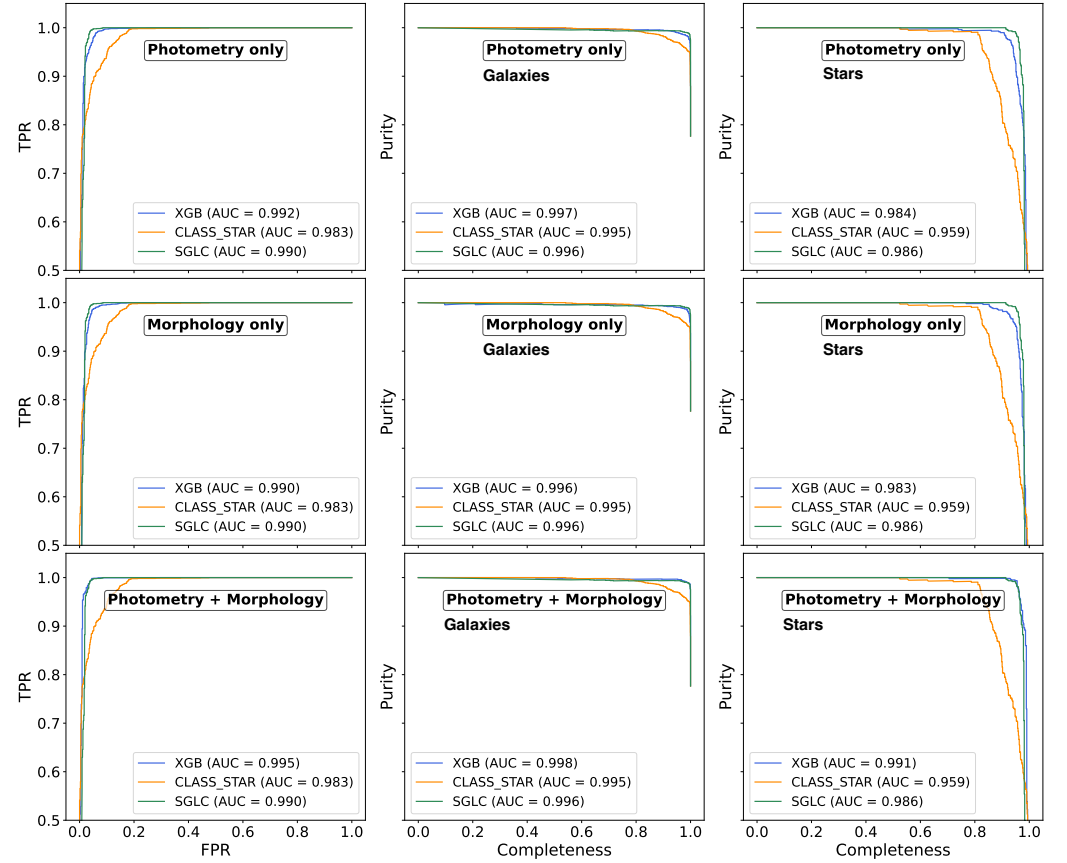 1.0
0.9
0.8
0.7
0.6
0.5
TPR
Photometry only
XGB (AUC = 0.992)
CLASS_STAR (AUC = 0.983)
SGLC (AUC = 0.990)
Purity
Photometry only
Galaxies
XGB (AUC = 0.997)
CLASS_STAR (AUC = 0.995)
SGLC (AUC = 0.996)
Purity
Photometry only
Stars
XGB (AUC = 0.984)
CLASS_STAR (AUC = 0.959)
SGLC (AUC = 0.986)
1.0
0.9
0.8
0.7
0.6
0.5
TPR
Morphology only
XGB (AUC = 0.990)
CLASS_STAR (AUC = 0.983)
SGLC (AUC = 0.990)
Purity
Morphology only
Galaxies
XGB (AUC = 0.996)
CLASS_STAR (AUC = 0.995)
SGLC (AUC = 0.996)
Purity
Morphology only
Stars
XGB (AUC = 0.983)
CLASS_STAR (AUC = 0.959)
SGLC (AUC = 0.986)
1.0
0.9
0.8
0.7
0.6
0.5
TPR
Photometry + Morphology
XGB (AUC = 0.995)
CLASS_STAR (AUC = 0.983)
SGLC (AUC = 0.990)
0.0 0.2 0.4 0.6 0.8 1.0
FPR
Purity
Photometry + Morphology
Galaxies
XGB (AUC = 0.998)
CLASS_STAR (AUC = 0.995)
SGLC (AUC = 0.996)
0.0 0.2 0.4 0.6 0.8 1.0
Completeness
Purity
Photometry + Morphology
Stars
XGB (AUC = 0.991)
CLASS_STAR (AUC = 0.959)
SGLC (AUC = 0.986)
0.0 0.2 0.4 0.6 0.8 1.0
Completeness